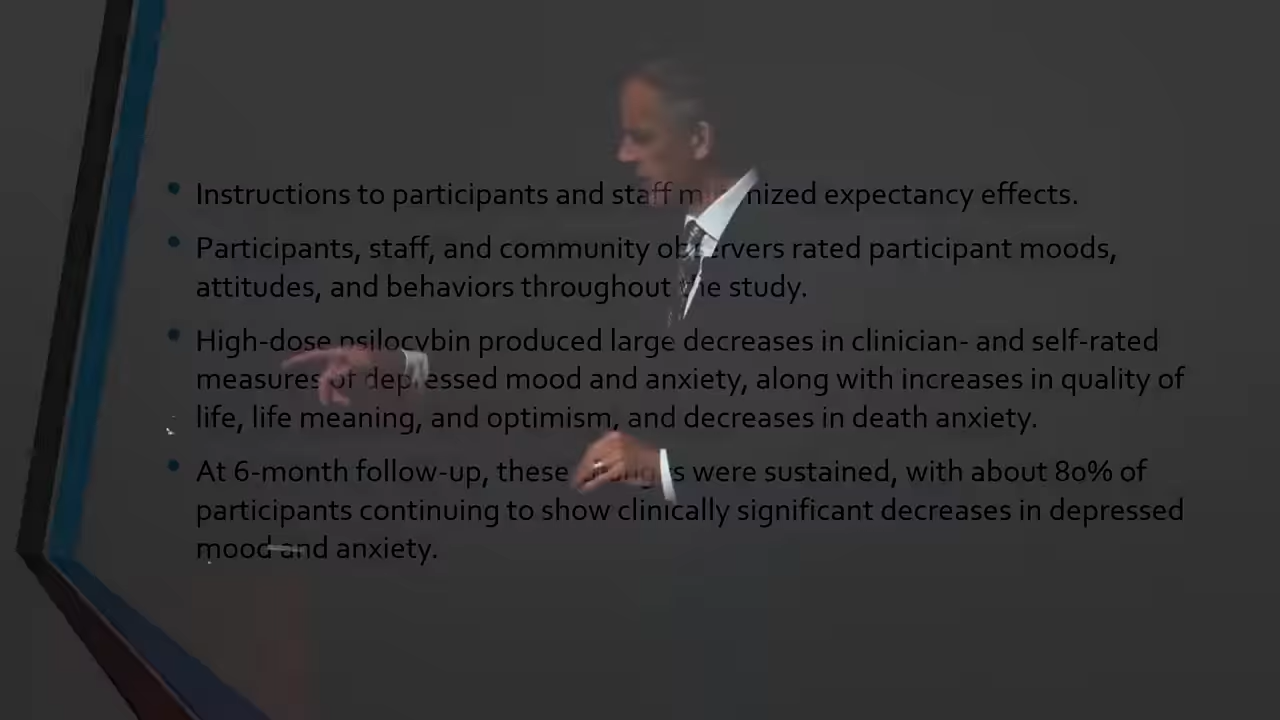 Instructions to participants and staff minimized expectancy effects.
Participants, staff, and community observers rated participant moods,
attitudes, and behaviors throughout the study.
High-dose psilocybin produced large decreases in clinician- and self-rated
measures of depressed mood and anxiety, along with increases in quality of
life, life meaning, and optimism, and decreases in death anxiety.
At 6-month follow-up, these changes were sustained, with about 80% of
participants continuing to show clinically significant decreases in depressed
mood and anxiety.